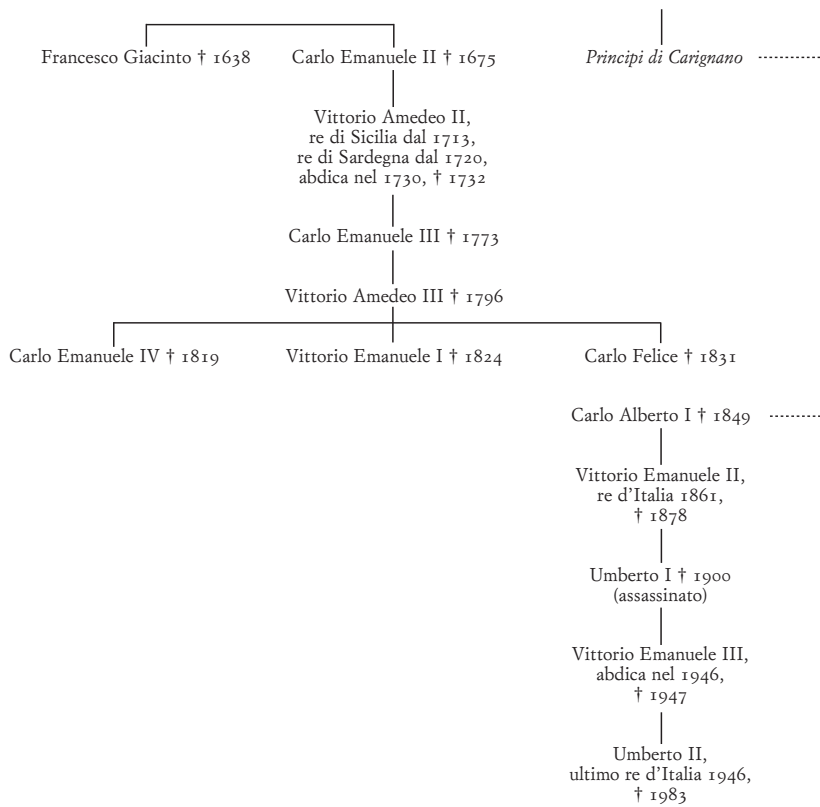 Francesco Giacinto † 1638
Carlo Emanuele II † 1675
Principi di Carignano
Vittorio Amedeo II,
re di Sicilia dal 1713,
re di Sardegna dal 1720,
abdica nel 1730, † 1732
Carlo Emanuele III † 1773
Vittorio Amedeo III † 1796
Carlo Emanuele IV † 1819
Vittorio Emanuele I † 1824
Carlo Felice † 1831
Carlo Alberto I † 1849
Vittorio Emanuele II,
re d'Italia 1861,
† 1878
Umberto I † 1900
(assassinato)
Vittorio Emanuele III,
abdica nel 1946,
† 1947
Umberto II,
ultimo re d'Italia 1946,
† 1983